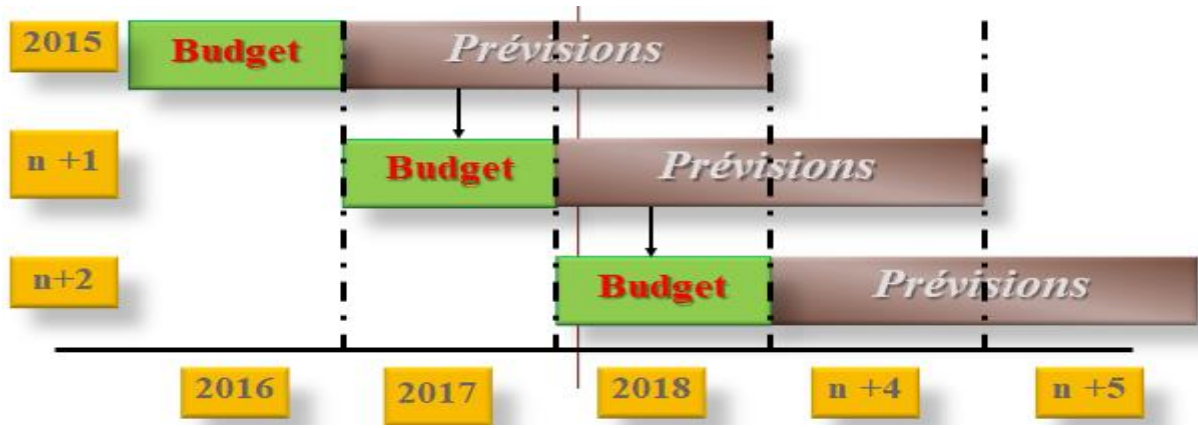 2015 Budget Prévisions
n +1 Budget Prévisions
n+2 Budget Prévisions
2016 2017 2018 n +4 n +5